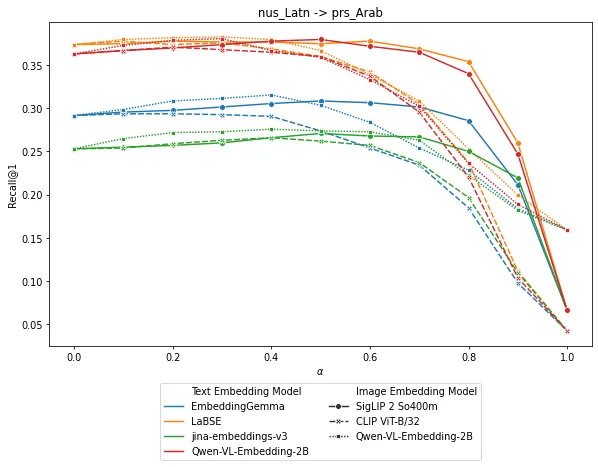 nus_Latn -> prs_Arab
Recall@1
0.35
0.30
0.25
0.20
0.15
0.10
0.05
0.0 0.2 0.4 0.6 0.8 1.0
α
Text Embedding Model
EmbeddingGemma
LaBSE
jina-embeddings-v3
Qwen-VL-Embedding-2B
Image Embedding Model
SigLIP 2 So400m
CLIP ViT-B/32
Qwen-VL-Embedding-2B